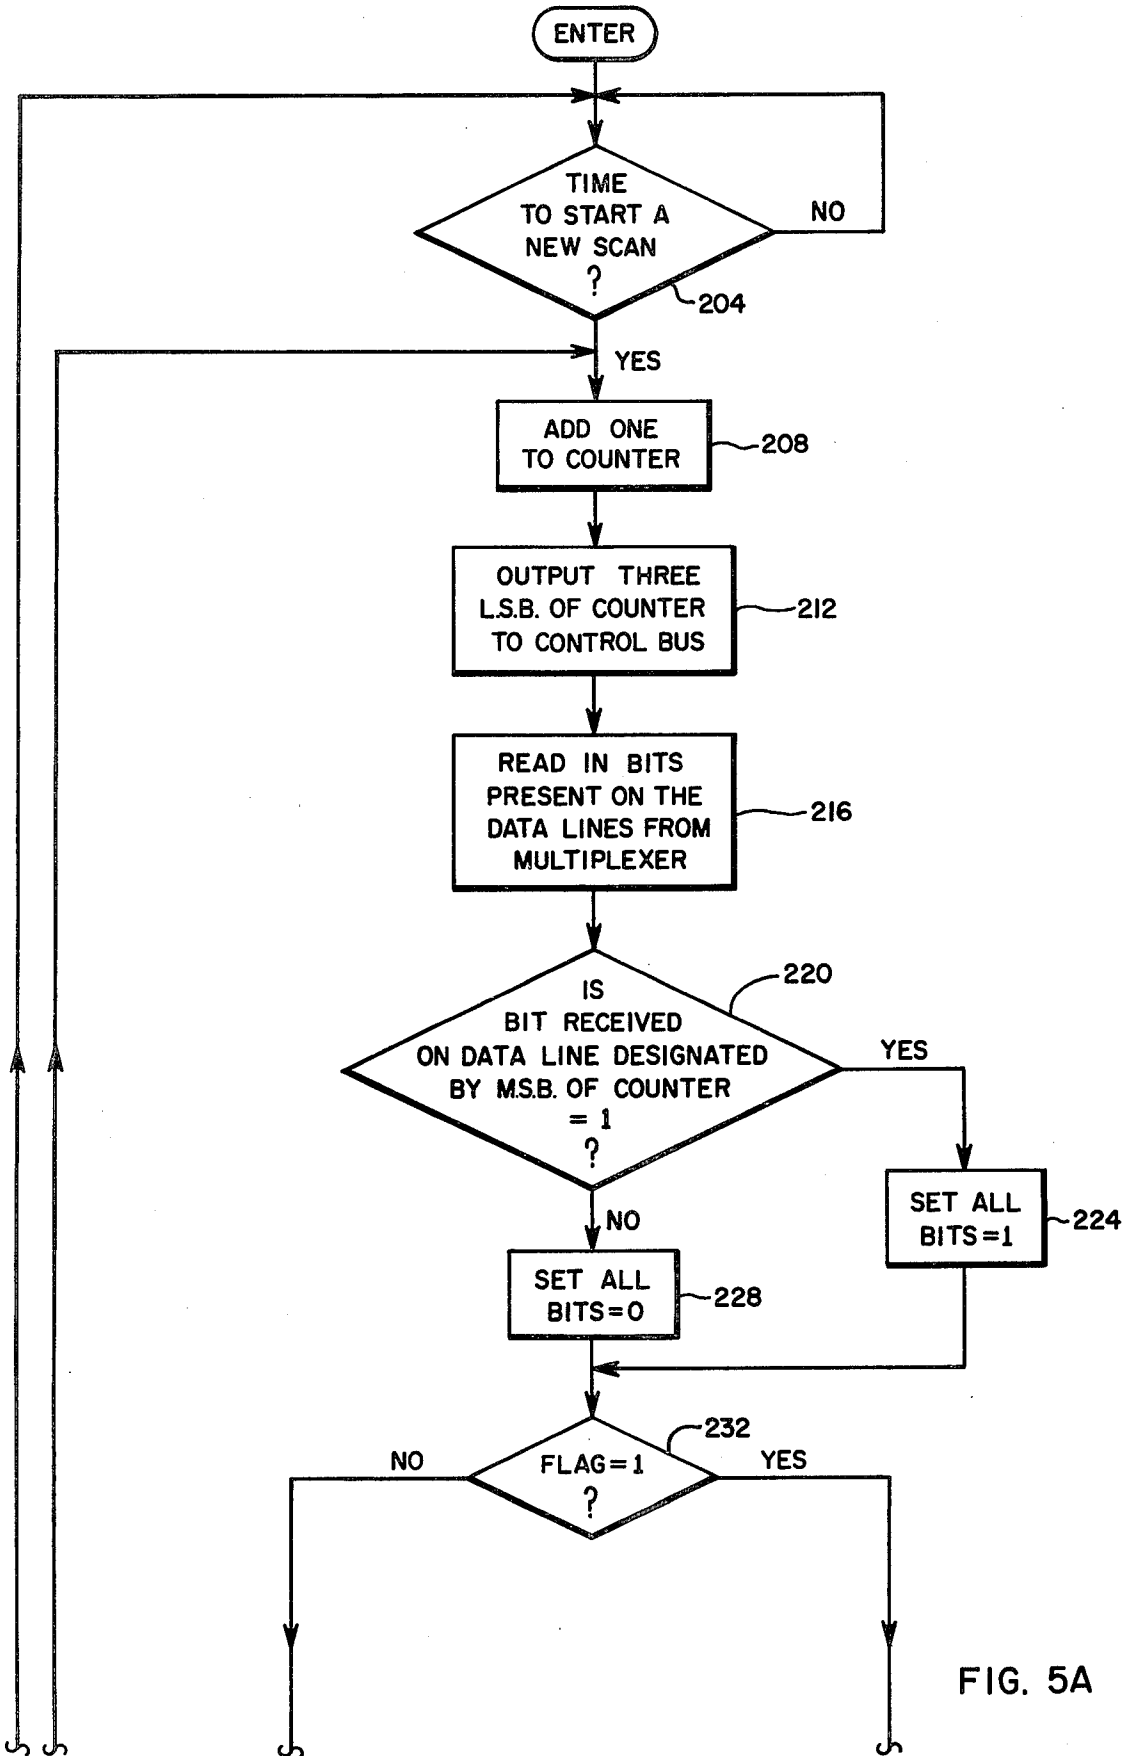 ENTER
TIME
TO START A
NEW SCAN
?
NO
204
YES
ADD ONE
TO COUNTER
208
OUTPUT THREE
L.S.B. OF COUNTER
TO CONTROL BUS
212
READ IN BITS
PRESENT ON THE
DATA LINES FROM
MULTIPLEXER
216
220
IS
BIT RECEIVED
ON DATA LINE DESIGNATED
BY M.S.B. OF COUNTER
= 1
?
YES
NO
SET ALL
BITS=1
224
SET ALL
BITS=0
228
232
NO
FLAG=1
?
YES
FIG. 5A